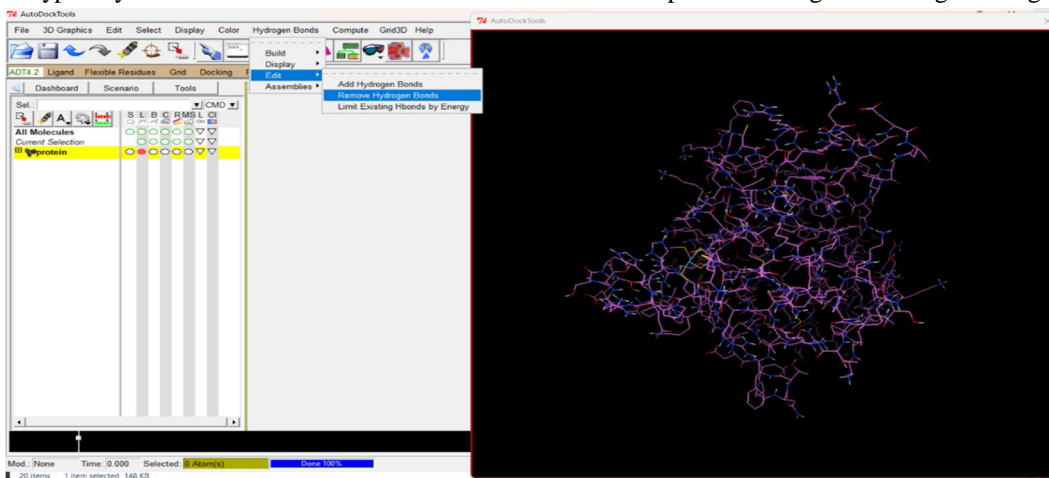 AutoDockTools
AutoDockTools
File 3D Graphics Edit Select Display Color Hydrogen Bonds Compute Grid3D Help
Build
Display
Edit
Assemblies
Add Hydrogen Bonds
Remove Hydrogen Bonds
Limit Existing Hbonds by Energy
ADT4.2 Ligand Flexible Residues Grid Docking
Dashboard Scenario Tools
Sel.: CMD
S L B C R MS L Cl
All Molecules
Current Selection
protein
Mod.: None Time: 0.000 Selected: 0 Atom(s) Done 100%
20 items 1 item selected 148 KB